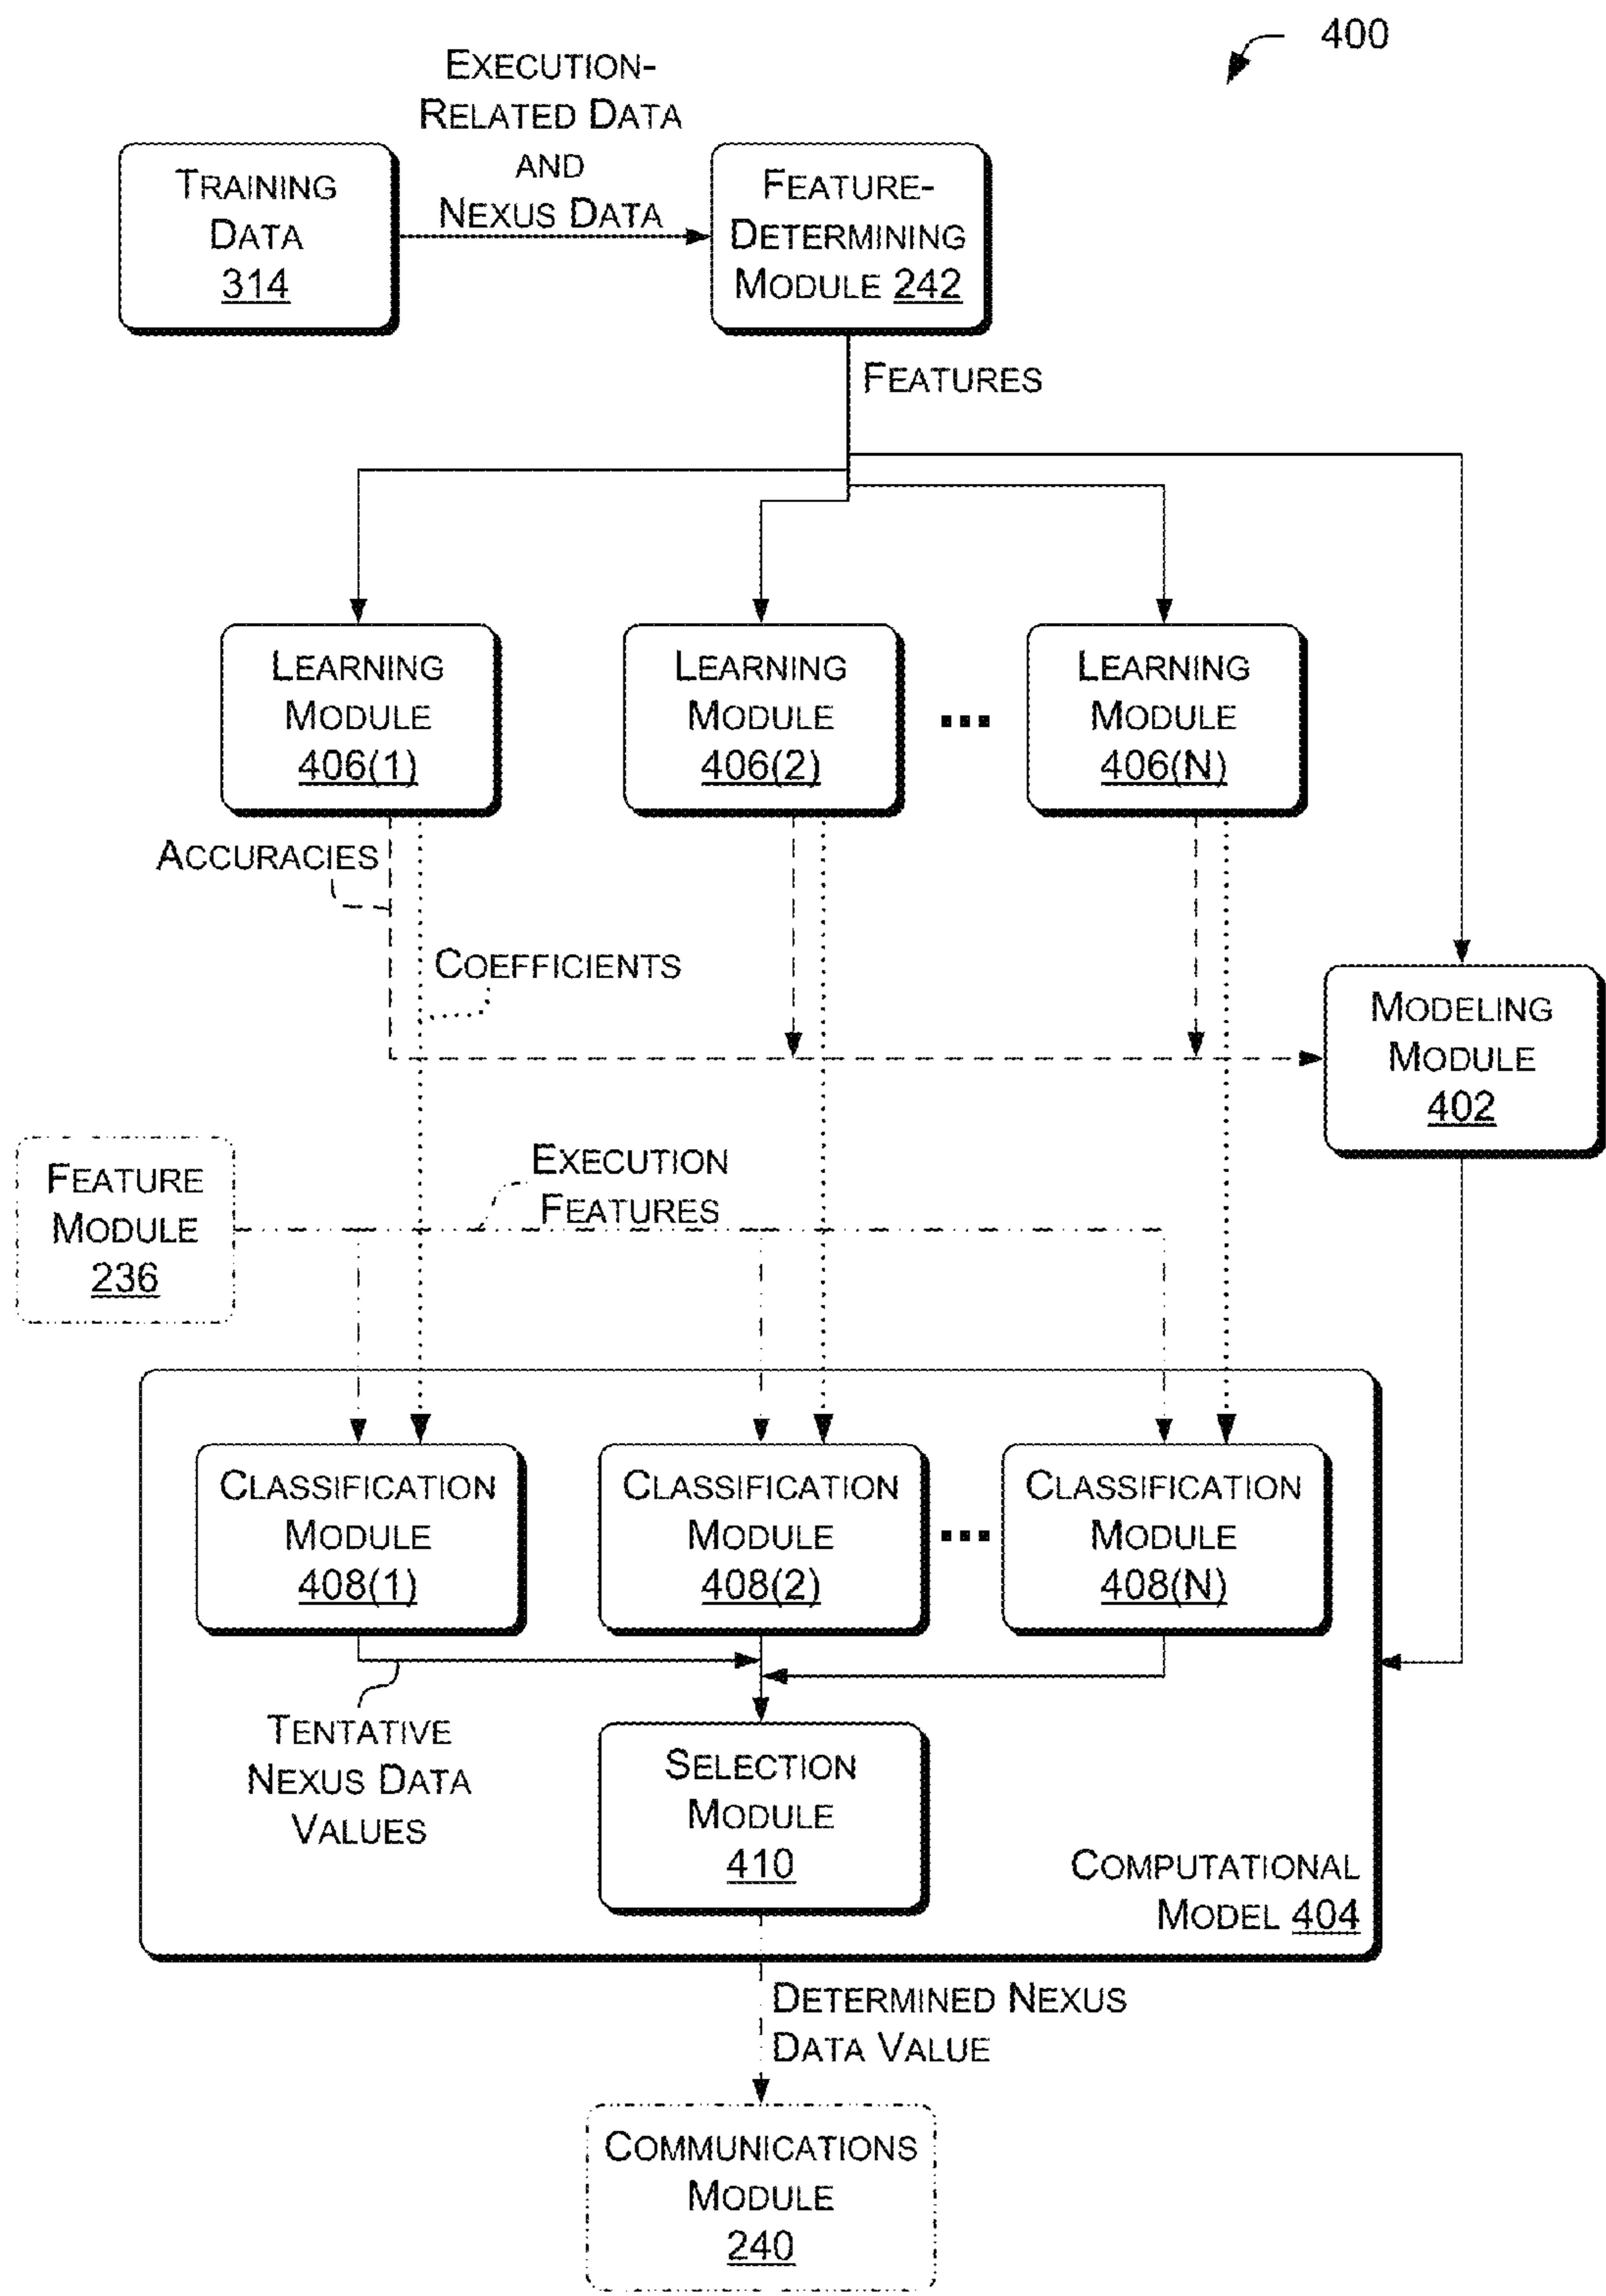 400
EXECUTION-
RELATED DATA
AND
NEXUS DATA
TRAINING
DATA
314
FEATURE-
DETERMINING
MODULE 242
FEATURES
LEARNING
MODULE
406(1)
LEARNING
MODULE
406(2)
...
LEARNING
MODULE
406(N)
ACCURACIES
COEFFICIENTS
MODELING
MODULE
402
FEATURE
MODULE
236
EXECUTION
FEATURES
CLASSIFICATION
MODULE
408(1)
CLASSIFICATION
MODULE
408(2)
...
CLASSIFICATION
MODULE
408(N)
TENTATIVE
NEXUS DATA
VALUES
SELECTION
MODULE
410
COMPUTATIONAL
MODEL 404
DETERMINED NEXUS
DATA VALUE
COMMUNICATIONS
MODULE
240